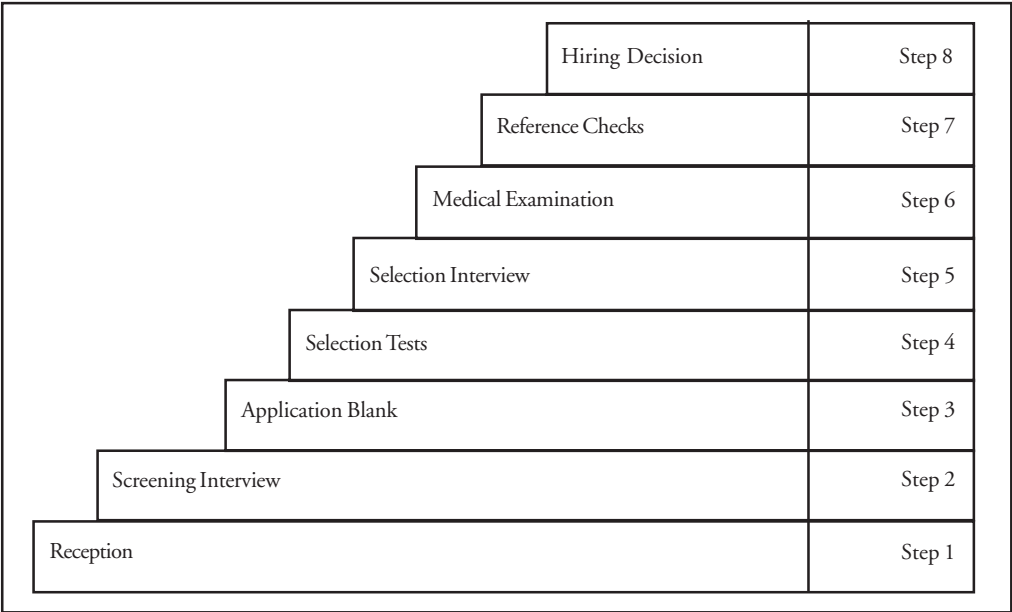 Hiring Decision Step 8
Reference Checks Step 7
Medical Examination Step 6
Selection Interview Step 5
Selection Tests Step 4
Application Blank Step 3
Screening Interview Step 2
Reception Step 1